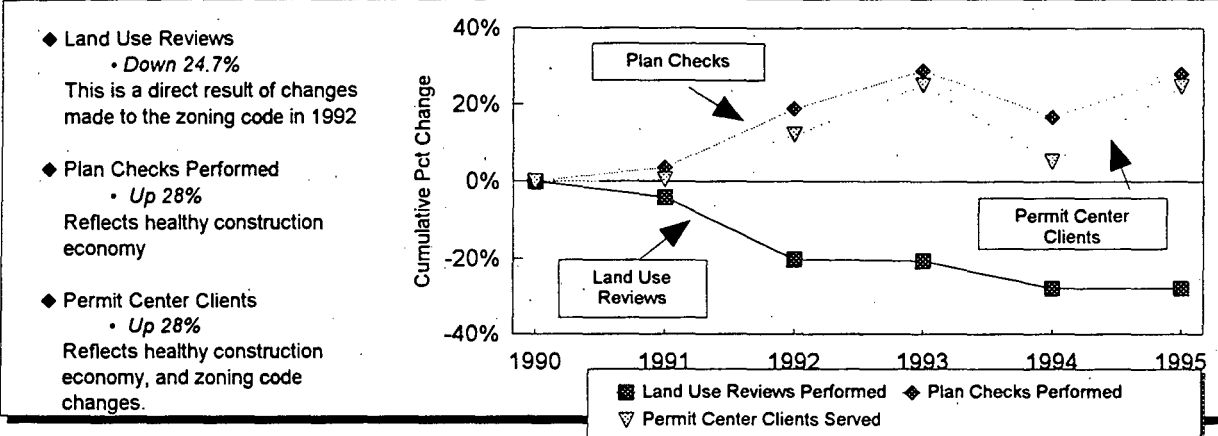 ◆ Land Use Reviews
• Down 24.7%
This is a direct result of changes
made to the zoning code in 1992
◆ Plan Checks Performed
• Up 28%
Reflects healthy construction
economy
◆ Permit Center Clients
• Up 28%
Reflects healthy construction
economy, and zoning code
changes.
Cumulative Pct Change
40%
20%
0%
-20%
-40%
Plan Checks
Land Use
Reviews
Permit Center
Clients
1990 1991 1992 1993 1994 1995
Land Use Reviews Performed Plan Checks Performed
Permit Center Clients Served